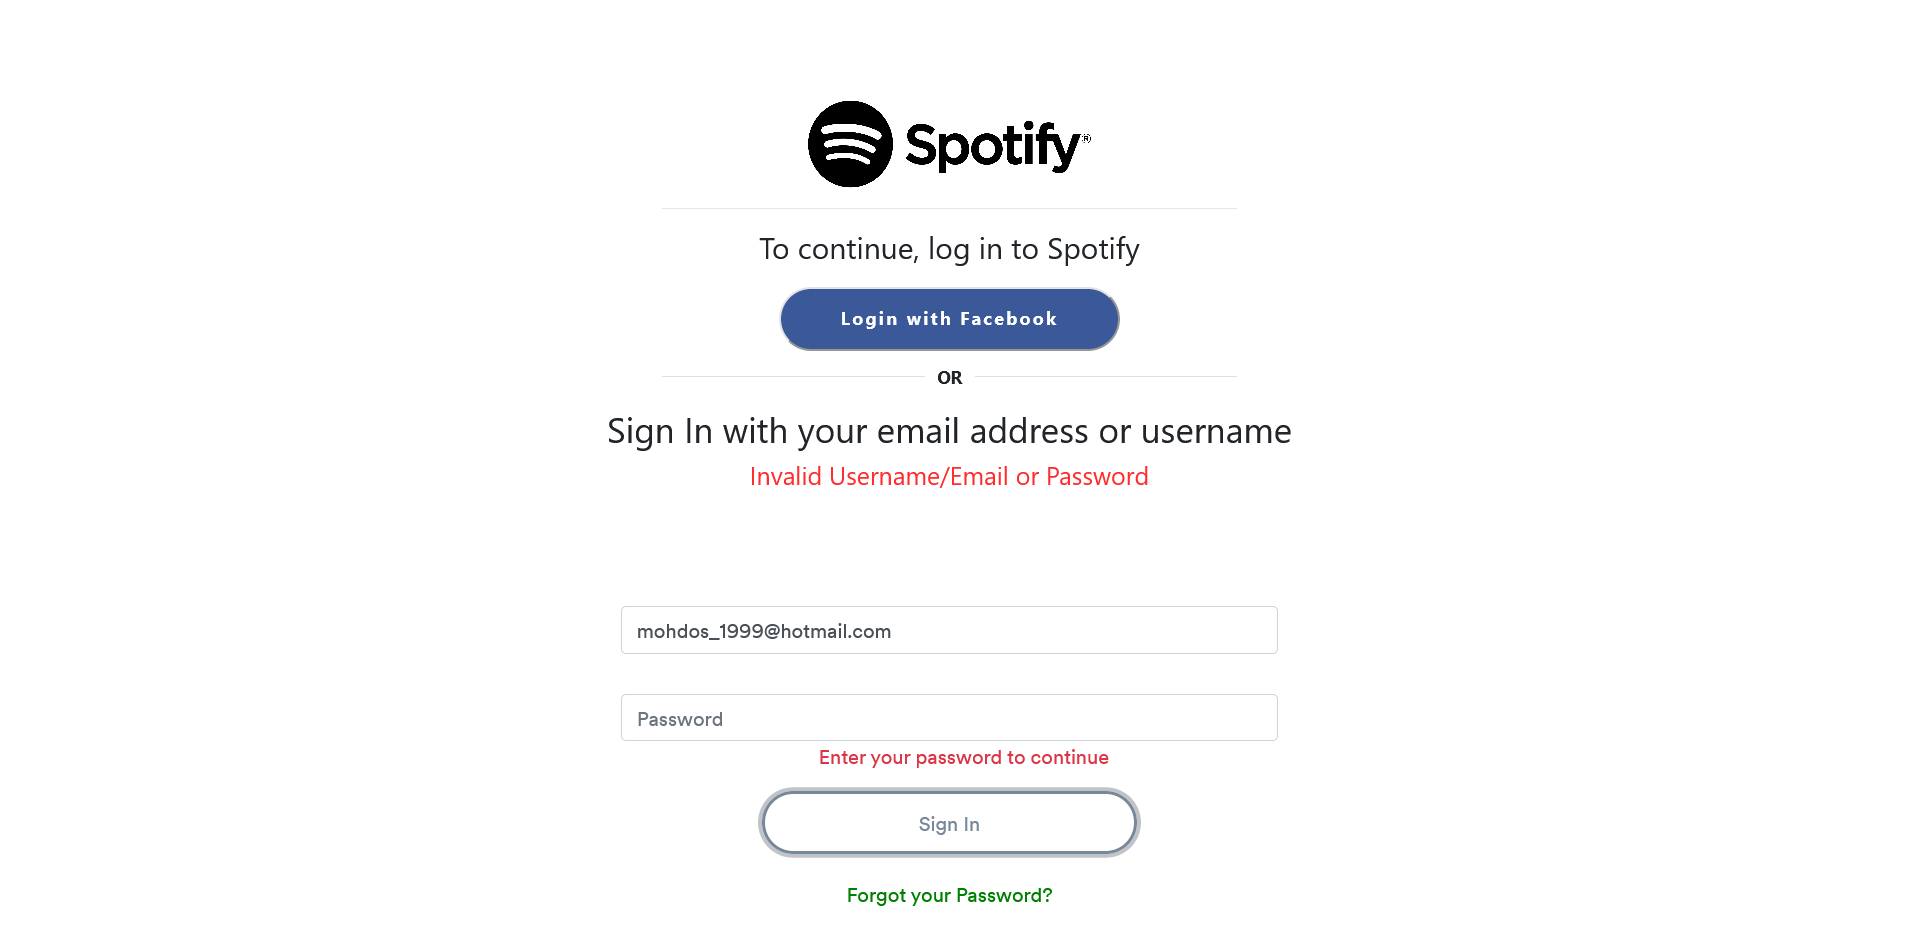 Spotify®
To continue, log in to Spotify
Login with Facebook
OR
Sign In with your email address or username
Invalid Username/Email or Password
mohdos_1999@hotmail.com
Password
Enter your password to continue
Sign In
Forgot your Password?